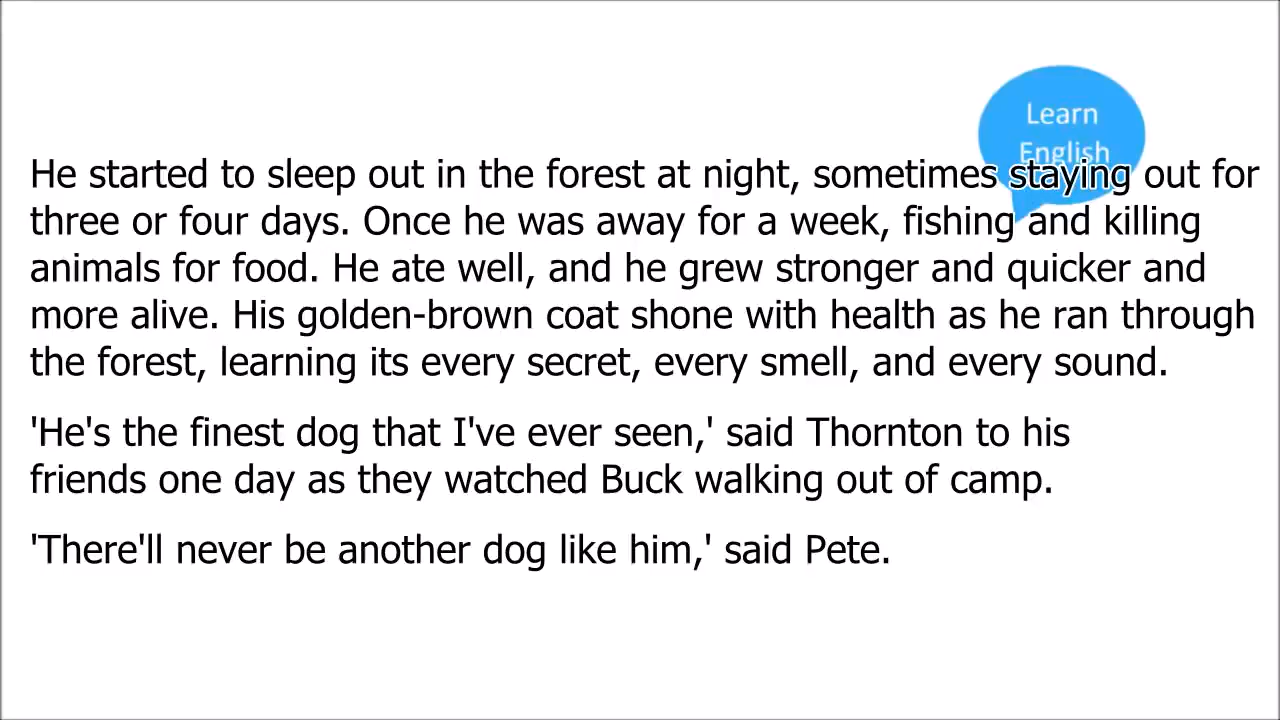 Learn
English
He started to sleep out in the forest at night, sometimes staying out for
three or four days. Once he was away for a week, fishing and killing
animals for food. He ate well, and he grew stronger and quicker and
more alive. His golden-brown coat shone with health as he ran through
the forest, learning its every secret, every smell, and every sound.
'He's the finest dog that I've ever seen,' said Thornton to his
friends one day as they watched Buck walking out of camp.
'There'll never be another dog like him,' said Pete.